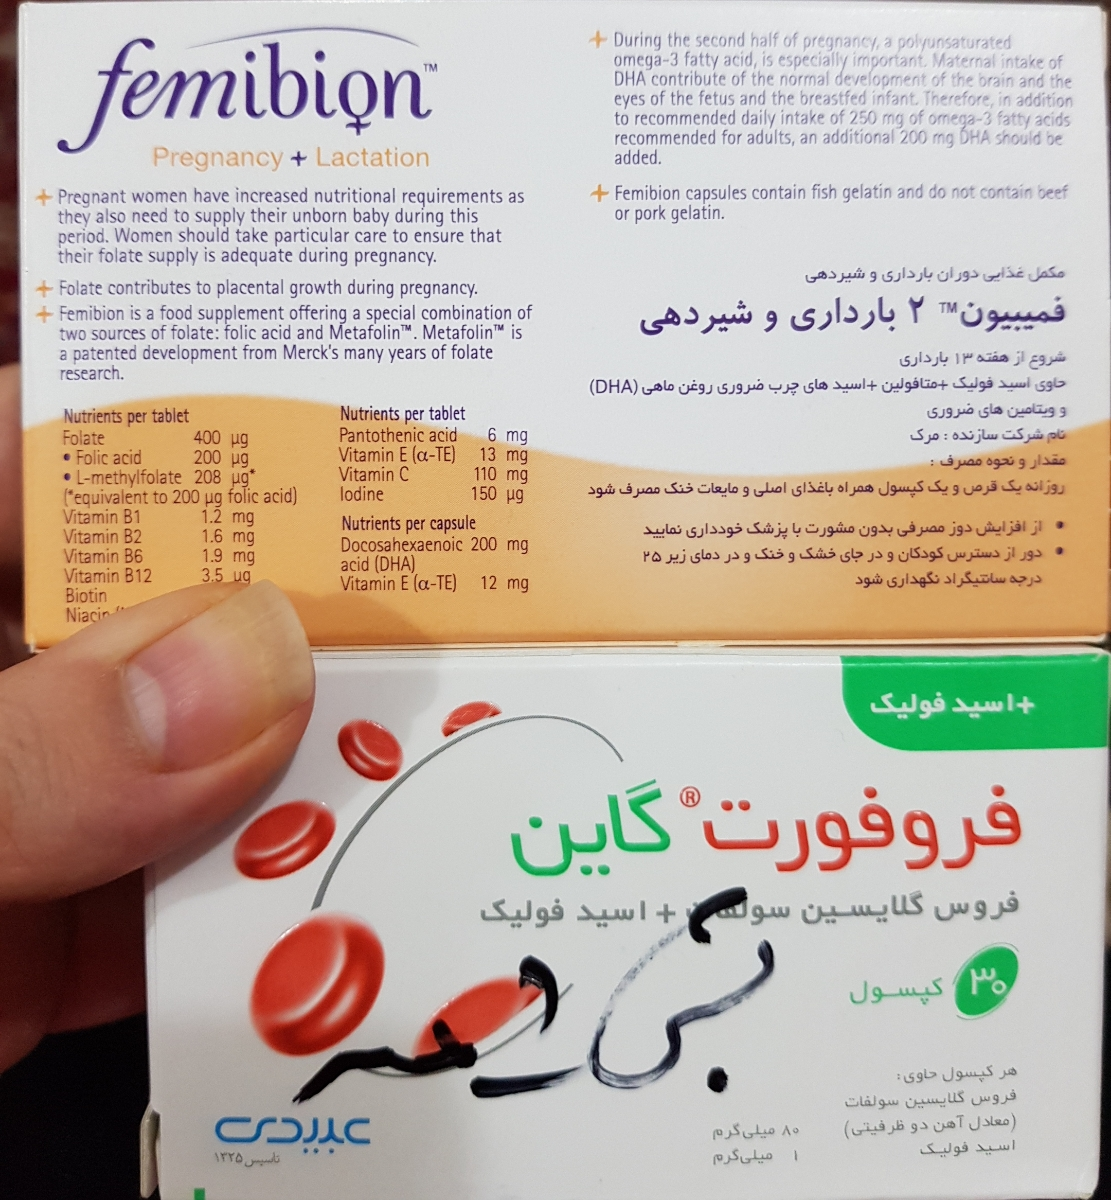 femibion™
Pregnancy + Lactation
+ Pregnant women have increased nutritional requirements as
they also need to supply their unborn baby during this
period. Women should take particular care to ensure that
their folate supply is adequate during pregnancy.
+ Folate contributes to placental growth during pregnancy.
+ Femibion is a food supplement offering a special combination of
two sources of folate: folic acid and Metafolin™. Metafolin™ is
a patented development from Merck's many years of folate
research.
Nutrients per tablet
Folate 400 µg
• Folic acid 200 µg
• L-methylfolate 208 µg*
(*equivalent to 200 µg folic acid)
Vitamin B1 1.2 mg
Vitamin B2 1.6 mg
Vitamin B6 1.9 mg
Vitamin B12 3.5 µg
Biotin
Niacin
Nutrients per tablet
Pantothenic acid 6 mg
Vitamin E (α-TE) 13 mg
Vitamin C 110 mg
Iodine 150 µg
Nutrients per capsule
Docosahexaenoic 200 mg
acid (DHA)
Vitamin E (α-TE) 12 mg
+ During the second half of pregnancy, a polyunsaturated
omega-3 fatty acid, is especially important. Maternal intake of
DHA contribute of the normal development of the brain and the
eyes of the fetus and the breastfed infant. Therefore, in addition
to recommended daily intake of 250 mg of omega-3 fatty acids
recommended for adults, an additional 200 mg DHA should be
added.
+ Femibion capsules contain fish gelatin and do not contain beef
or pork gelatin.
مکمل غذایی دوران بارداری و شیردهی
فمیبیون™ ۲ بارداری و شیردهی
شروع از هفته ۱۳ بارداری
حاوی اسید فولیک +متافولین +اسید های چرب ضروری روغن ماهی (DHA)
و ویتامین های ضروری
نام شرکت سازنده : مرک
مقدار و نحوه مصرف :
روزانه یک قرص و یک کپسول همراه باغذای اصلی و مایعات خنک مصرف شود
• از افزایش دوز مصرفی بدون مشورت با پزشک خودداری نمایید
• دور از دسترس کودکان و در جای خشک و خنک و در دمای زیر ۲۵
درجه سانتیگراد نگهداری شود
+اسید فولیک
فروفورت® گاین
فروس گلایسین سولفات + اسید فولیک
۳۰ کپسول
هر کپسول حاوی:
فروس گلایسین سولفات
(معادل آهن دو ظرفیتی) ۸۰ میلی‌گرم
اسید فولیک ۱ میلی‌گرم
عبیدی
تاسیس ۱۳۲۵